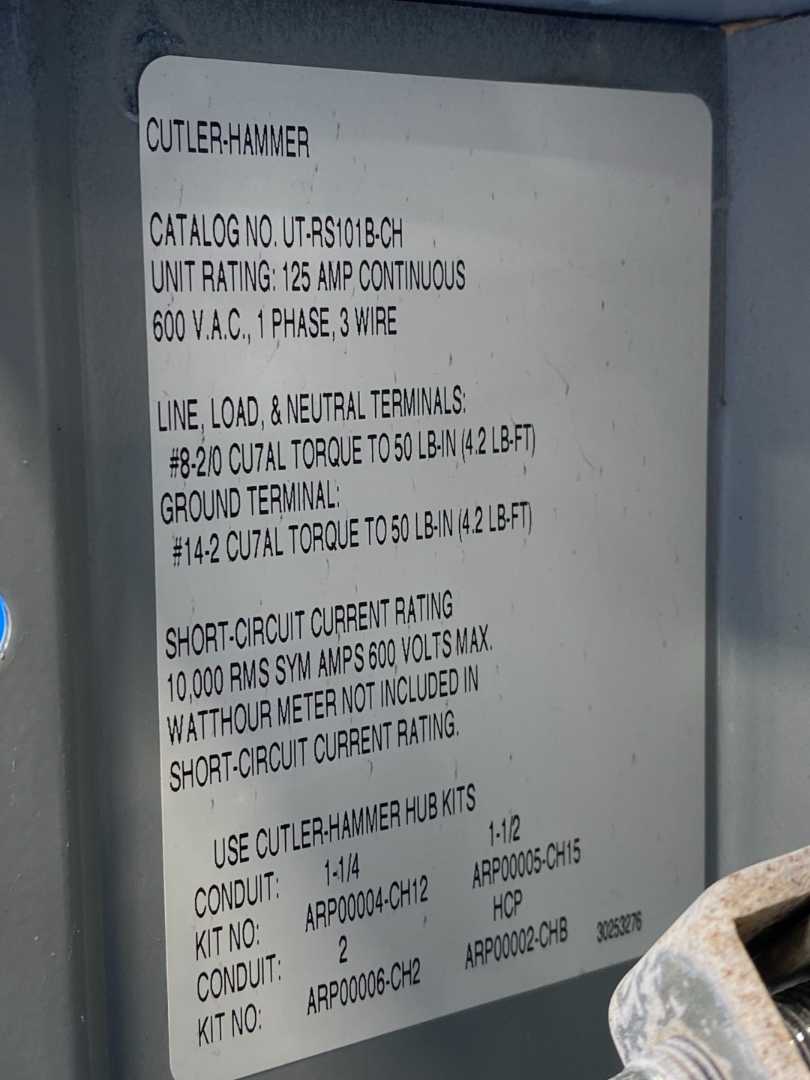 CUTLER-HAMMER
CATALOG NO. UT-RS101B-CH
UNIT RATING: 125 AMP CONTINUOUS
600 V.A.C., 1 PHASE, 3 WIRE
LINE, LOAD, & NEUTRAL TERMINALS:
#8-2/0 CU7AL TORQUE TO 50 LB-IN (4.2 LB-FT)
GROUND TERMINAL:
#14-2 CU7AL TORQUE TO 50 LB-IN (4.2 LB-FT)
SHORT-CIRCUIT CURRENT RATING
10,000 RMS SYM AMPS 600 VOLTS MAX.
WATTHOUR METER NOT INCLUDED IN
SHORT-CIRCUIT CURRENT RATING.
USE CUTLER-HAMMER HUB KITS
CONDUIT: 1-1/4 1-1/2
KIT NO: ARP00004-CH12 ARP00005-CH15
CONDUIT: 2 HCP
KIT NO: ARP00006-CH2 ARP00002-CHB 30253276